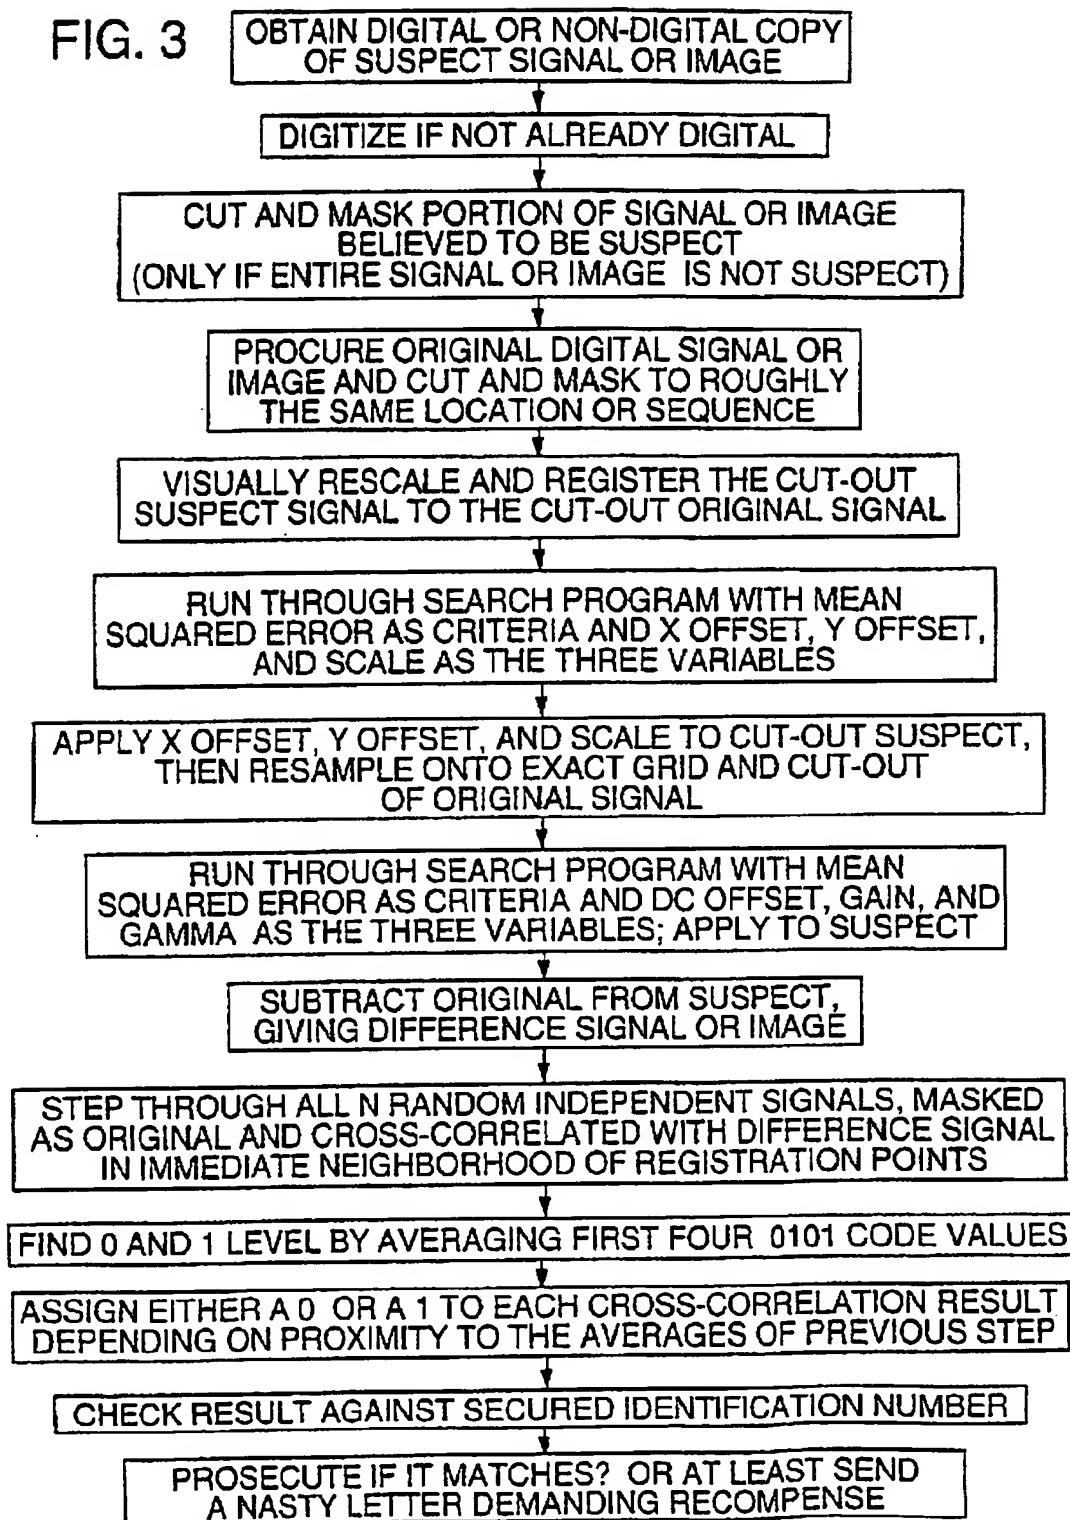 FIG. 3
OBTAIN DIGITAL OR NON-DIGITAL COPY
OF SUSPECT SIGNAL OR IMAGE
DIGITIZE IF NOT ALREADY DIGITAL
CUT AND MASK PORTION OF SIGNAL OR IMAGE
BELIEVED TO BE SUSPECT
(ONLY IF ENTIRE SIGNAL OR IMAGE IS NOT SUSPECT)
PROCURE ORIGINAL DIGITAL SIGNAL OR
IMAGE AND CUT AND MASK TO ROUGHLY
THE SAME LOCATION OR SEQUENCE
VISUALLY RESCALE AND REGISTER THE CUT-OUT
SUSPECT SIGNAL TO THE CUT-OUT ORIGINAL SIGNAL
RUN THROUGH SEARCH PROGRAM WITH MEAN
SQUARED ERROR AS CRITERIA AND X OFFSET, Y OFFSET,
AND SCALE AS THE THREE VARIABLES
APPLY X OFFSET, Y OFFSET, AND SCALE TO CUT-OUT SUSPECT,
THEN RESAMPLE ONTO EXACT GRID AND CUT-OUT
OF ORIGINAL SIGNAL
RUN THROUGH SEARCH PROGRAM WITH MEAN
SQUARED ERROR AS CRITERIA AND DC OFFSET, GAIN, AND
GAMMA AS THE THREE VARIABLES; APPLY TO SUSPECT
SUBTRACT ORIGINAL FROM SUSPECT,
GIVING DIFFERENCE SIGNAL OR IMAGE
STEP THROUGH ALL N RANDOM INDEPENDENT SIGNALS, MASKED
AS ORIGINAL AND CROSS-CORRELATED WITH DIFFERENCE SIGNAL
IN IMMEDIATE NEIGHBORHOOD OF REGISTRATION POINTS
FIND 0 AND 1 LEVEL BY AVERAGING FIRST FOUR 0101 CODE VALUES
ASSIGN EITHER A 0 OR A 1 TO EACH CROSS-CORRELATION RESULT
DEPENDING ON PROXIMITY TO THE AVERAGES OF PREVIOUS STEP
CHECK RESULT AGAINST SECURED IDENTIFICATION NUMBER
PROSECUTE IF IT MATCHES? OR AT LEAST SEND
A NASTY LETTER DEMANDING RECOMPENSE